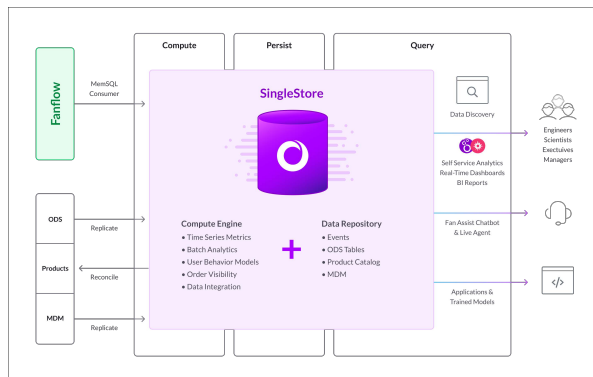 Compute
Persist
Query
Fanflow
MemSQL
Consumer
SingleStore
Data Discovery
Self Service Analytics
Real-Time Dashboards
BI Reports
Engineers
Scientists
Exectuives
Managers
ODS
Replicate
Products
Reconcile
MDM
Replicate
Compute Engine
• Time Series Metrics
• Batch Analytics
• User Behavior Models
• Order Visibility
• Data Integration
+
Data Repository
• Events
• ODS Tables
• Product Catalog
• MDM
Fan Assist Chatbot
& Live Agent
Applications &
Trained Models
</>